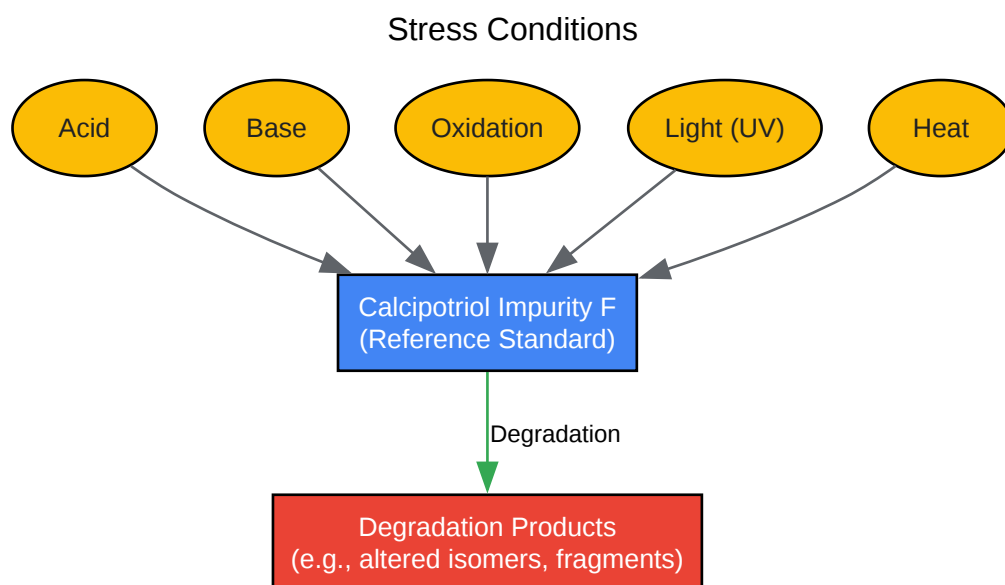 Stress Conditions
Acid
Base
Oxidation
Light (UV)
Heat
Calcipotriol Impurity F
(Reference Standard)
Degradation
Degradation Products
(e.g., altered isomers, fragments)